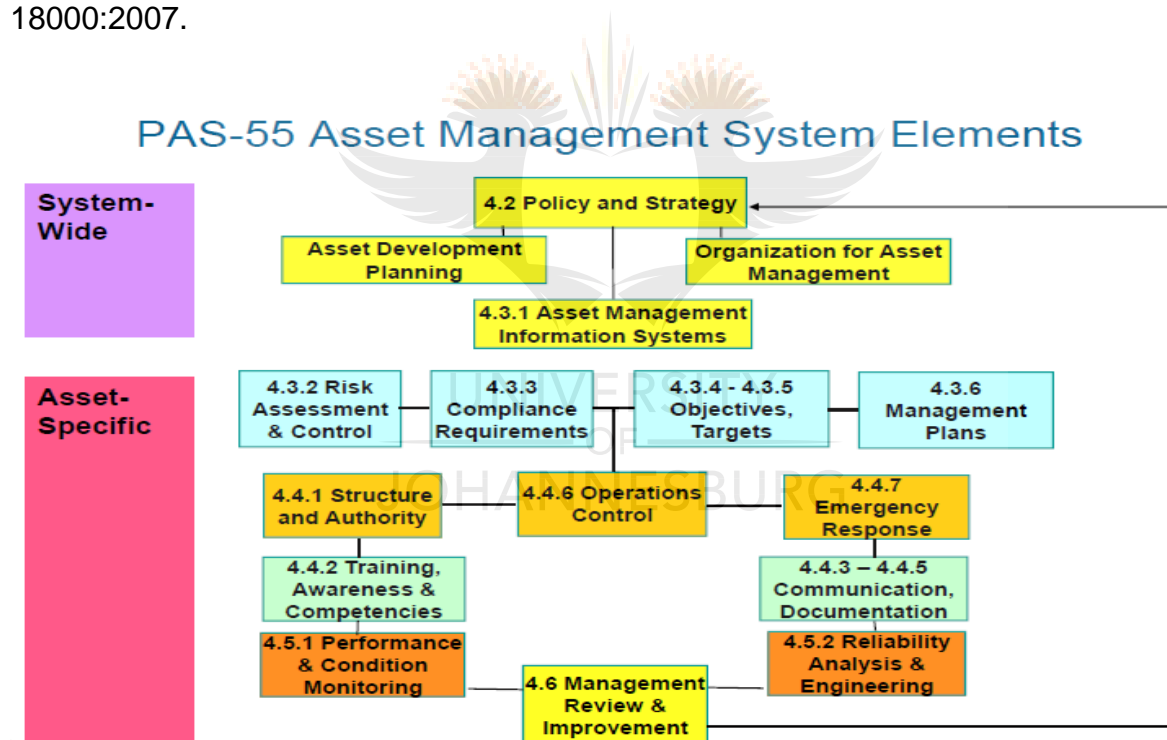 18000:2007.
PAS-55 Asset Management System Elements
System-
Wide
4.2 Policy and Strategy
Asset Development
Planning
Organization for Asset
Management
4.3.1 Asset Management
Information Systems
Asset-
Specific
4.3.2 Risk
Assessment
& Control
4.3.3
Compliance
Requirements
4.3.4 - 4.3.5
Objectives,
Targets
4.3.6
Management
Plans
UNIVERSITY
OF
JOHANNESBURG
4.4.1 Structure
and Authority
4.4.6 Operations
Control
4.4.7
Emergency
Response
4.4.2 Training,
Awareness &
Competencies
4.4.3 – 4.4.5
Communication,
Documentation
4.5.1 Performance
& Condition
Monitoring
4.5.2 Reliability
Analysis &
Engineering
4.6 Management
Review &
Improvement